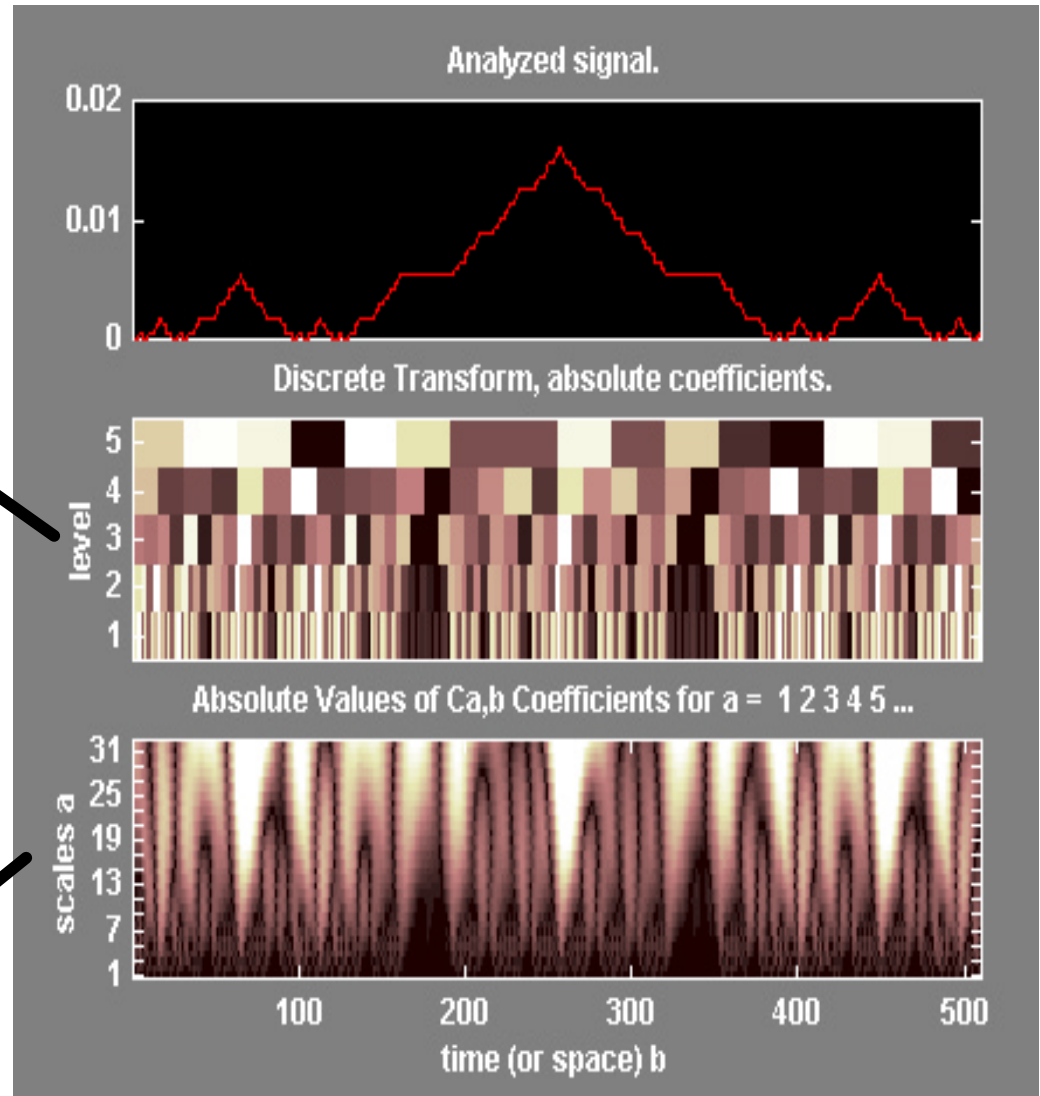 Analyzed signal.
0.02
0.01
0
Discrete Transform, absolute coefficients.
5
4
3
2
1
level
Absolute Values of Ca,b Coefficients for a = 1 2 3 4 5 ...
31
25
19
13
7
1
scales a
100 200 300 400 500
time (or space) b